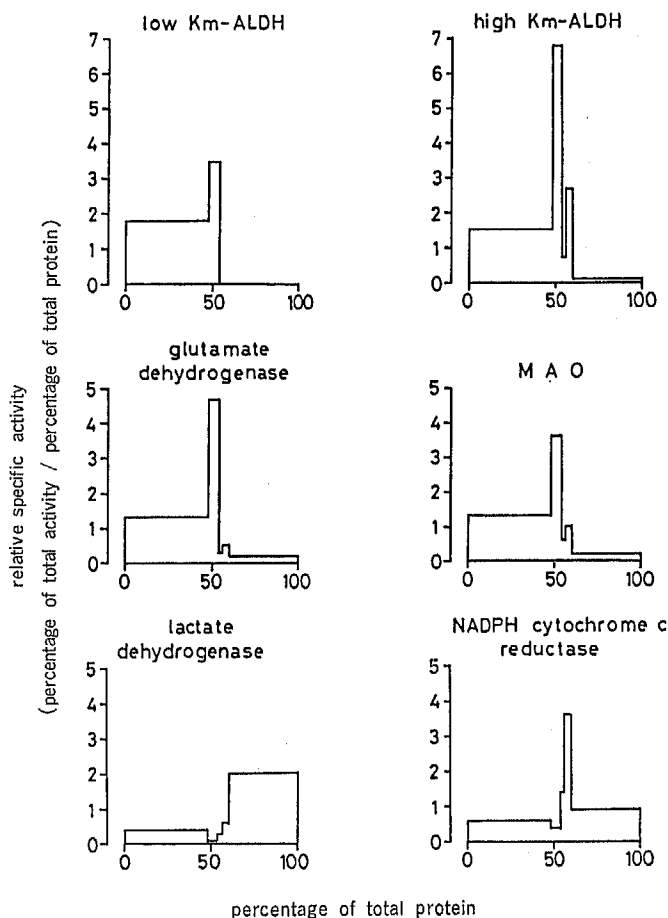 low Km-ALDH
7
6
5
4
3
2
1
0
0 50 100
high Km-ALDH
7
6
5
4
3
2
1
0
0 50 100
glutamate
dehydrogenase
5
4
3
2
1
0
0 50 100
M A O
5
4
3
2
1
0
0 50 100
lactate
dehydrogenase
5
4
3
2
1
0
0 50 100
NADPH cytochrome c
reductase
5
4
3
2
1
0
0 50 100
relative specific activity
(percentage of total activity / percentage of total protein)
percentage of total protein